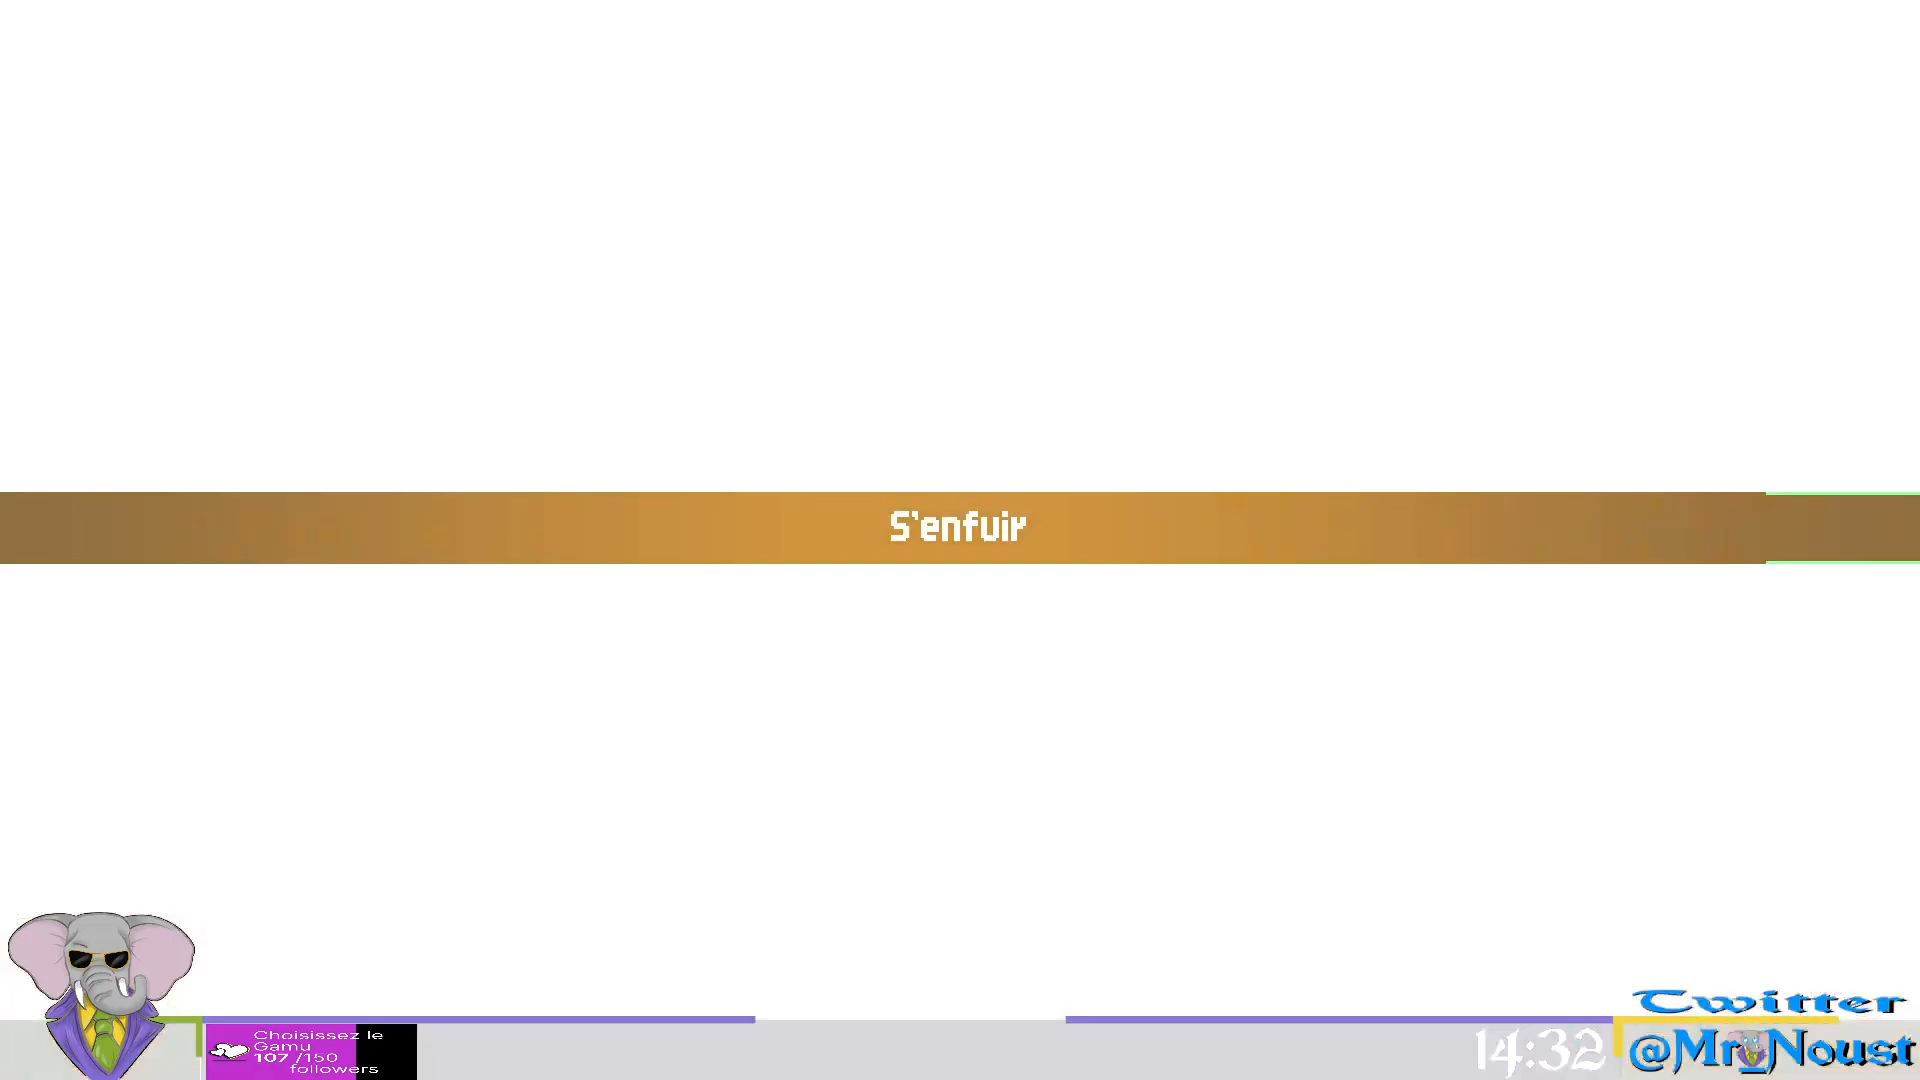 S'enfuir
Choisissez le
Gamu
107 /150
followers
14:32
Twitter
@Mr_Noust